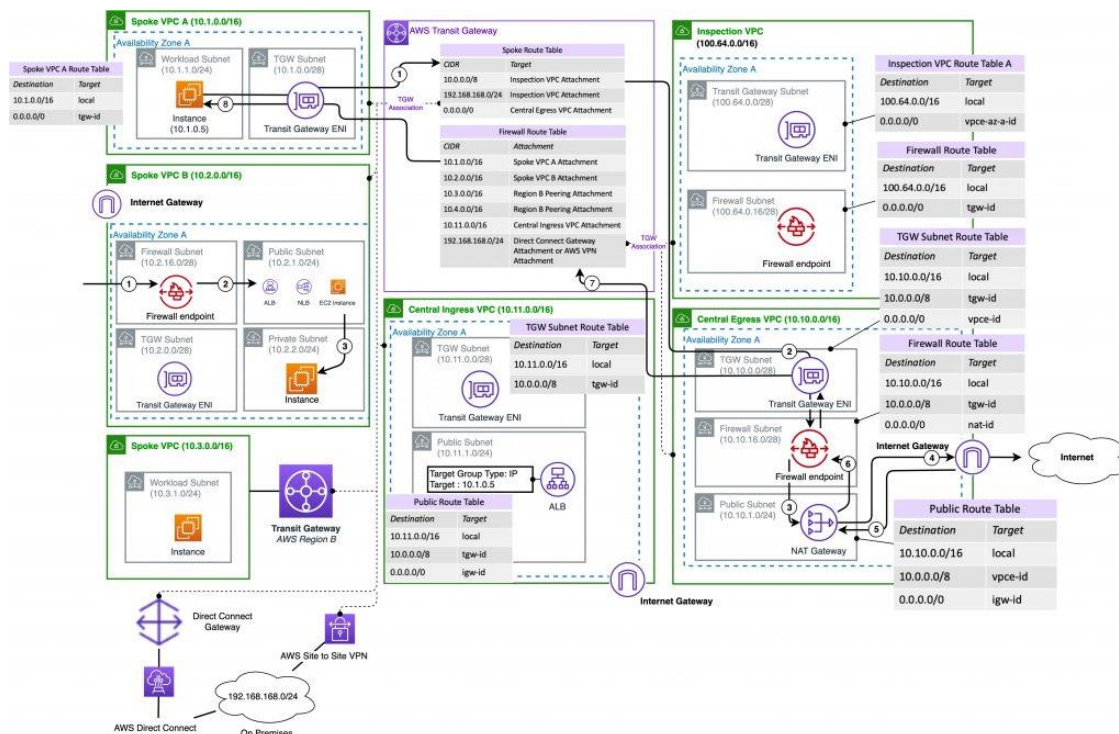 Spoke VPC A (10.1.0.0/16)
Availability Zone A
Workload Subnet
(10.1.1.0/24)
Instance
(10.1.0.5)
TGW Subnet
(10.1.0.0/28)
Transit Gateway ENI
8
Spoke VPC A Route Table
Destination Target
10.1.0.0/16 local
0.0.0.0/0 tgw-id
1
TGW
Association
AWS Transit Gateway
Spoke Route Table
CIDR Target
10.0.0.0/8 Inspection VPC Attachment
192.168.168.0/24 Inspection VPC Attachment
0.0.0.0/0 Central Egress VPC Attachment
Firewall Route Table
CIDR Attachment
10.1.0.0/16 Spoke VPC A Attachment
10.2.0.0/16 Spoke VPC B Attachment
10.3.0.0/16 Region B Peering Attachment
10.4.0.0/16 Region B Peering Attachment
10.11.0.0/16 Central Ingress VPC Attachment
192.168.168.0/24 Direct Connect Gateway
Attachment or AWS VPN
Attachment
TGW
Association
7
Inspection VPC
(100.64.0.0/16)
Availability Zone A
Transit Gateway Subnet
(100.64.0.0/28)
Transit Gateway ENI
Firewall Subnet
(100.64.0.16/28)
Firewall endpoint
Inspection VPC Route Table A
Destination Target
100.64.0.0/16 local
0.0.0.0/0 vpce-az-a-id
Firewall Route Table
Destination Target
100.64.0.0/16 local
0.0.0.0/0 tgw-id
TGW Subnet Route Table
Destination Target
10.10.0.0/16 local
10.0.0.0/8 tgw-id
0.0.0.0/0 vpce-id
Firewall Route Table
Destination Target
10.10.0.0/16 local
10.0.0.0/8 tgw-id
0.0.0.0/0 nat-id
Spoke VPC B (10.2.0.0/16)
Internet Gateway
Availability Zone A
Firewall Subnet
(10.2.16.0/28)
1
Firewall endpoint
2
Public Subnet
(10.2.1.0/24)
ALB
NLB
EC2 Instance
TGW Subnet
(10.2.0.0/28)
Transit Gateway ENI
Private Subnet
(10.2.2.0/24)
3
Instance
Central Ingress VPC (10.11.0.0/16)
Availability Zone A
TGW Subnet
(10.11.0.0/28)
Transit Gateway ENI
TGW Subnet Route Table
Destination Target
10.11.0.0/16 local
10.0.0.0/8 tgw-id
Public Subnet
(10.11.1.0/24)
Target Group Type: IP
Target : 10.1.0.5
ALB
Public Route Table
Destination Target
10.11.0.0/16 local
10.0.0.0/8 tgw-id
0.0.0.0/0 igw-id
Internet Gateway
Central Egress VPC (10.10.0.0/16)
Availability Zone A
TGW Subnet
(10.10.0.0/28)
2
Transit Gateway ENI
Firewall Subnet
(10.10.16.0/28)
Firewall endpoint
6
Public Subnet
(10.10.1.0/24)
3
NAT Gateway
Internet Gateway
4
5
Internet
Public Route Table
Destination Target
10.10.0.0/16 local
10.0.0.0/8 vpce-id
0.0.0.0/0 igw-id
Spoke VPC (10.3.0.0/16)
Workload Subnet
(10.3.1.0/24)
Instance
Transit Gateway
AWS Region B
Direct Connect
Gateway
AWS Site to Site VPN
192.168.168.0/24
AWS Direct Connect
On Premises